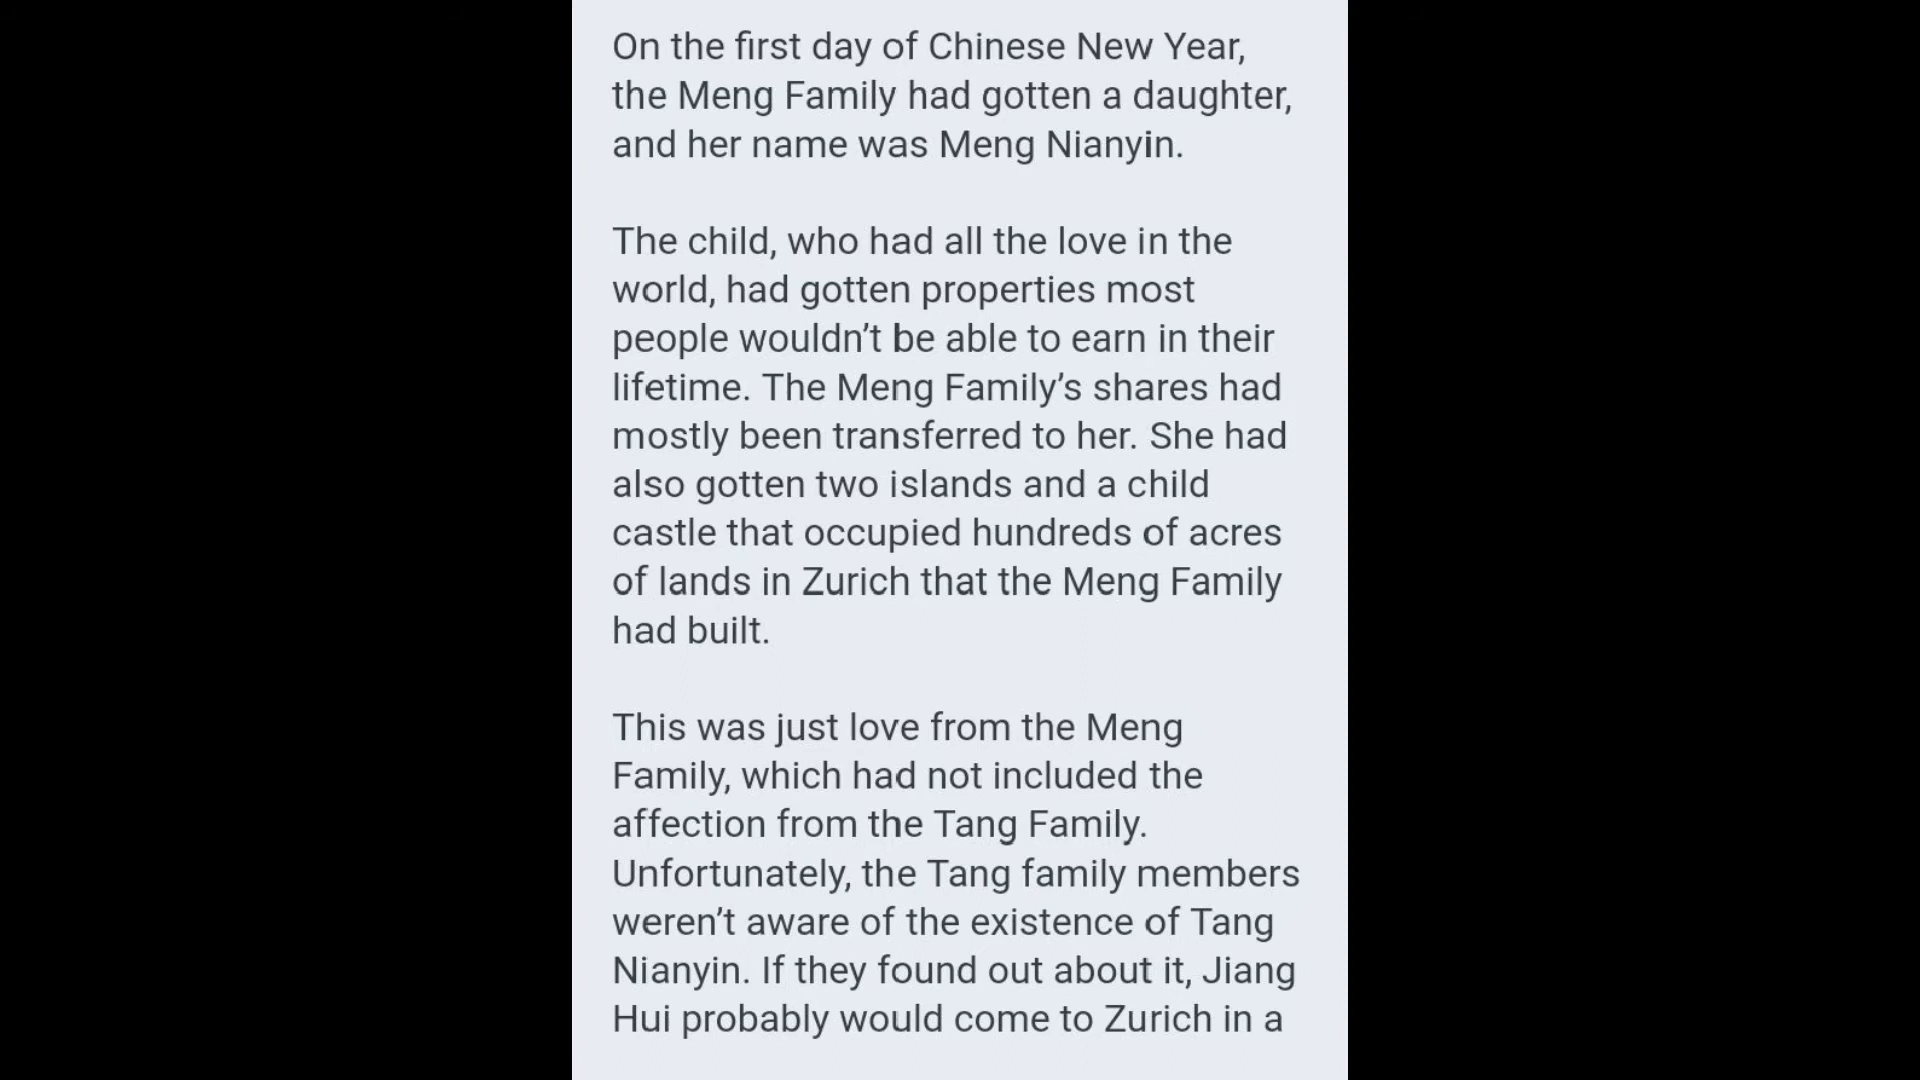 On the first day of Chinese New Year,
the Meng Family had gotten a daughter,
and her name was Meng Nianyin.
The child, who had all the love in the
world, had gotten properties most
people wouldn’t be able to earn in their
lifetime. The Meng Family’s shares had
mostly been transferred to her. She had
also gotten two islands and a child
castle that occupied hundreds of acres
of lands in Zurich that the Meng Family
had built.
This was just love from the Meng
Family, which had not included the
affection from the Tang Family.
Unfortunately, the Tang family members
weren’t aware of the existence of Tang
Nianyin. If they found out about it, Jiang
Hui probably would come to Zurich in a